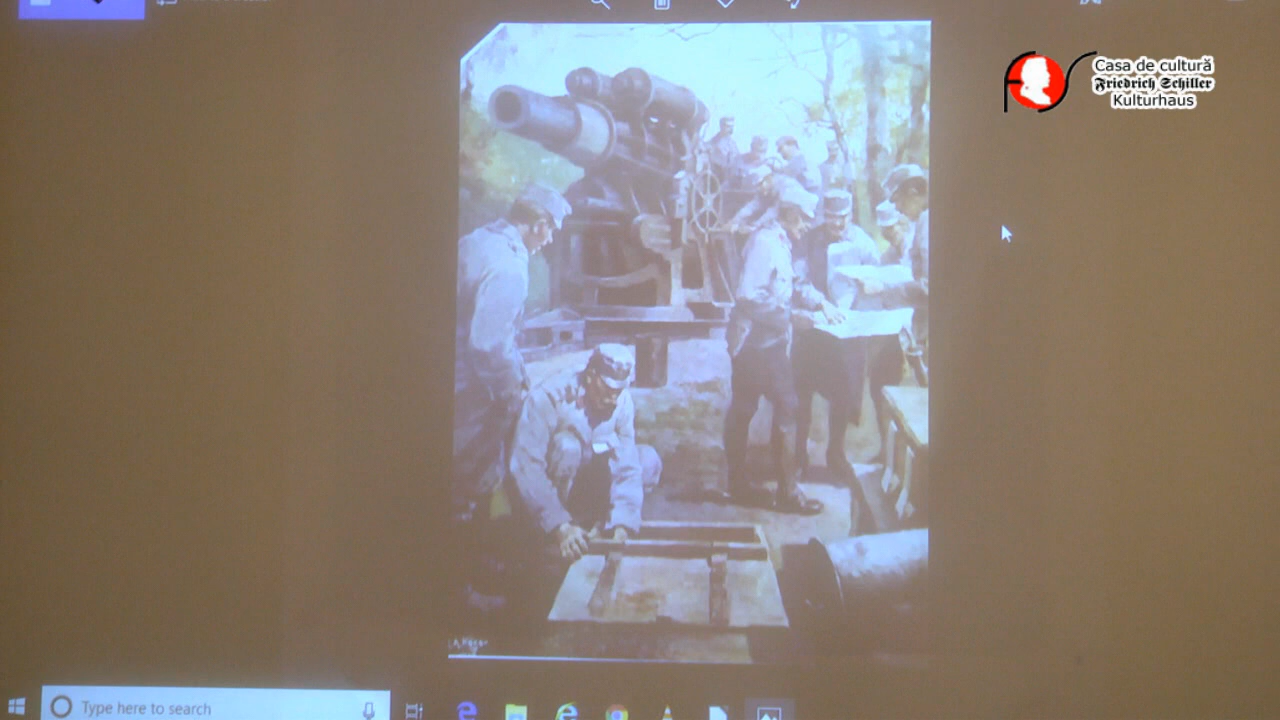 Casa de cultură
Friedrich Schiller
Kulturhaus
Type here to search